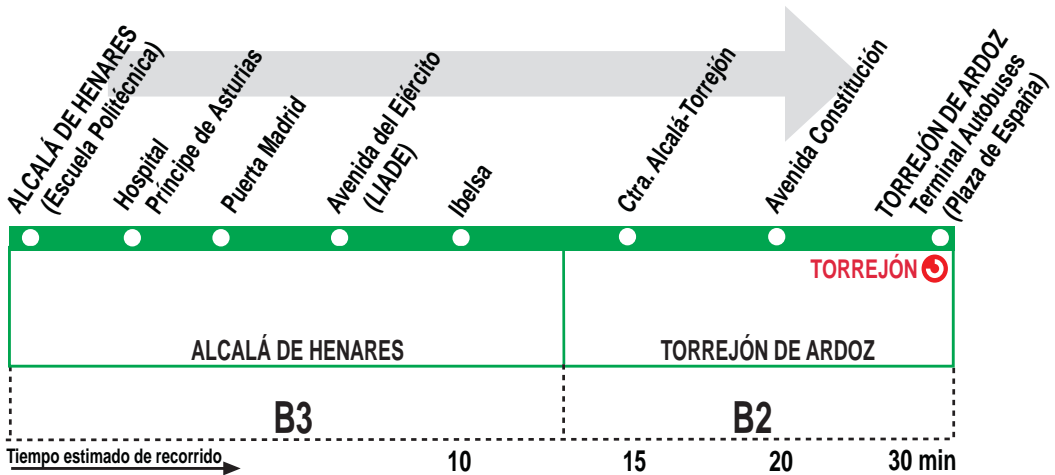 ALCALÁ DE HENARES
(Escuela Politécnica)
Hospital
Príncipe de Asturias
Puerta Madrid
Avenida del Ejército
(LIADE)
Ibelsa
Ctra. Alcalá-Torrejón
Avenida Constitución
TORREJÓN DE ARDOZ
Terminal Autobuses
(Plaza de España)
TORREJÓN
ALCALÁ DE HENARES
TORREJÓN DE ARDOZ
B3
B2
Tiempo estimado de recorrido
10
15
20
30 min